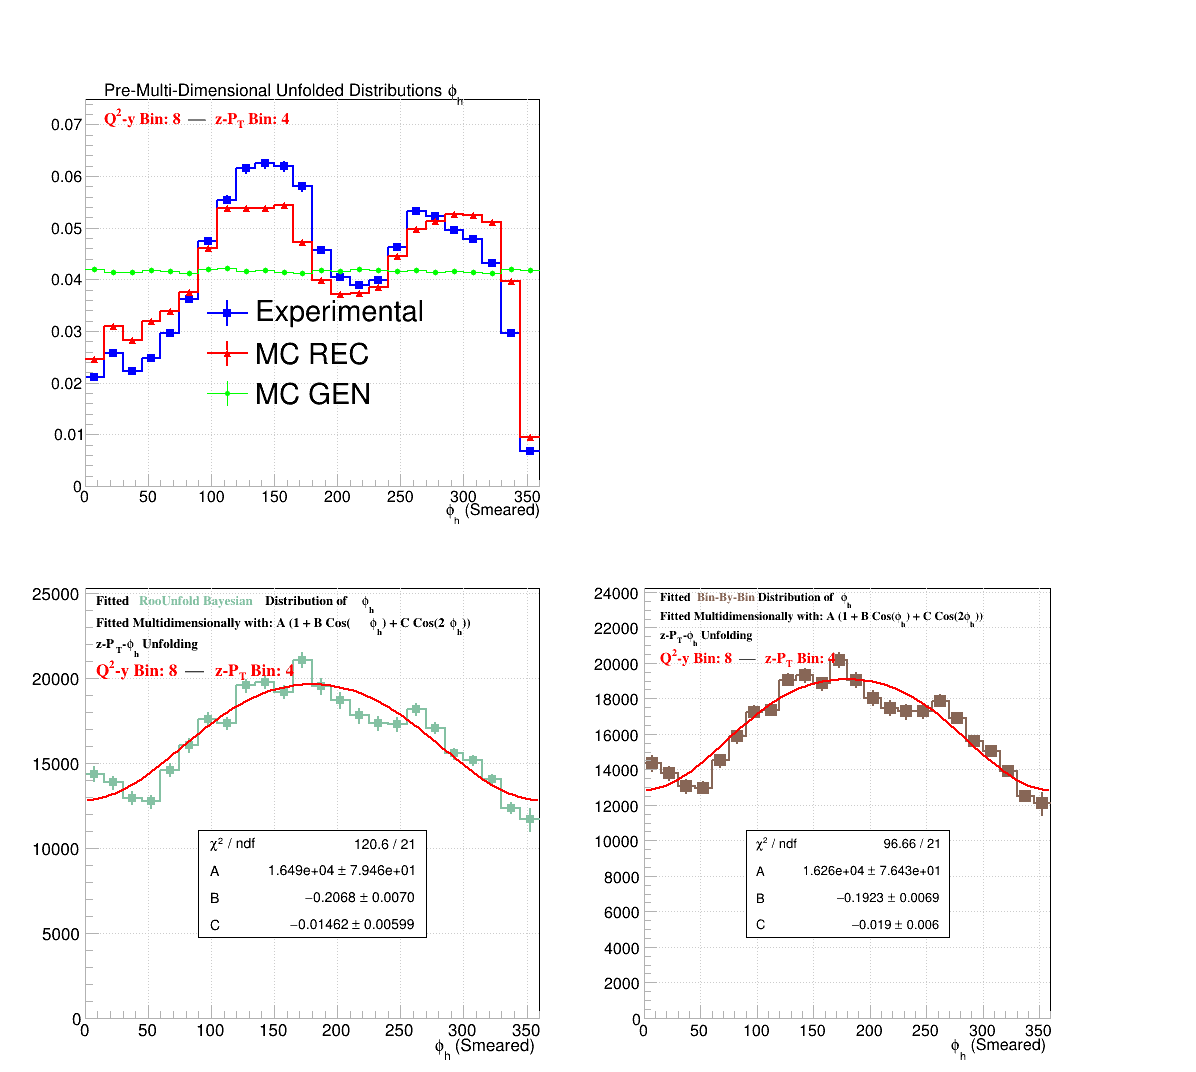 Pre-Multi-Dimensional Unfolded Distributions ϕh
Q²-y Bin: 8 — z-PT Bin: 4
0.07
0.06
0.05
0.04
0.03
0.02
0.01
0
Experimental
MC REC
MC GEN
0 50 100 150 200 250 300 350
ϕh (Smeared)
Fitted RooUnfold Bayesian Distribution of ϕh
Fitted Multidimensionally with: A (1 + B Cos( ϕh) + C Cos(2 ϕh))
z-PT-ϕh Unfolding
Q²-y Bin: 8 — z-PT Bin: 4
25000
20000
15000
10000
5000
0
χ² / ndf 120.6 / 21
A 1.649e+04 ± 7.946e+01
B −0.2068 ± 0.0070
C −0.01462 ± 0.00599
0 50 100 150 200 250 300 350
ϕh (Smeared)
Fitted Bin-By-Bin Distribution of ϕh
Fitted Multidimensionally with: A (1 + B Cos(ϕh) + C Cos(2ϕh))
z-PT-ϕh Unfolding
Q²-y Bin: 8 — z-PT Bin: 4
24000
22000
20000
18000
16000
14000
12000
10000
8000
6000
4000
2000
0
χ² / ndf 96.66 / 21
A 1.626e+04 ± 7.643e+01
B −0.1923 ± 0.0069
C −0.019 ± 0.006
0 50 100 150 200 250 300 350
ϕh (Smeared)